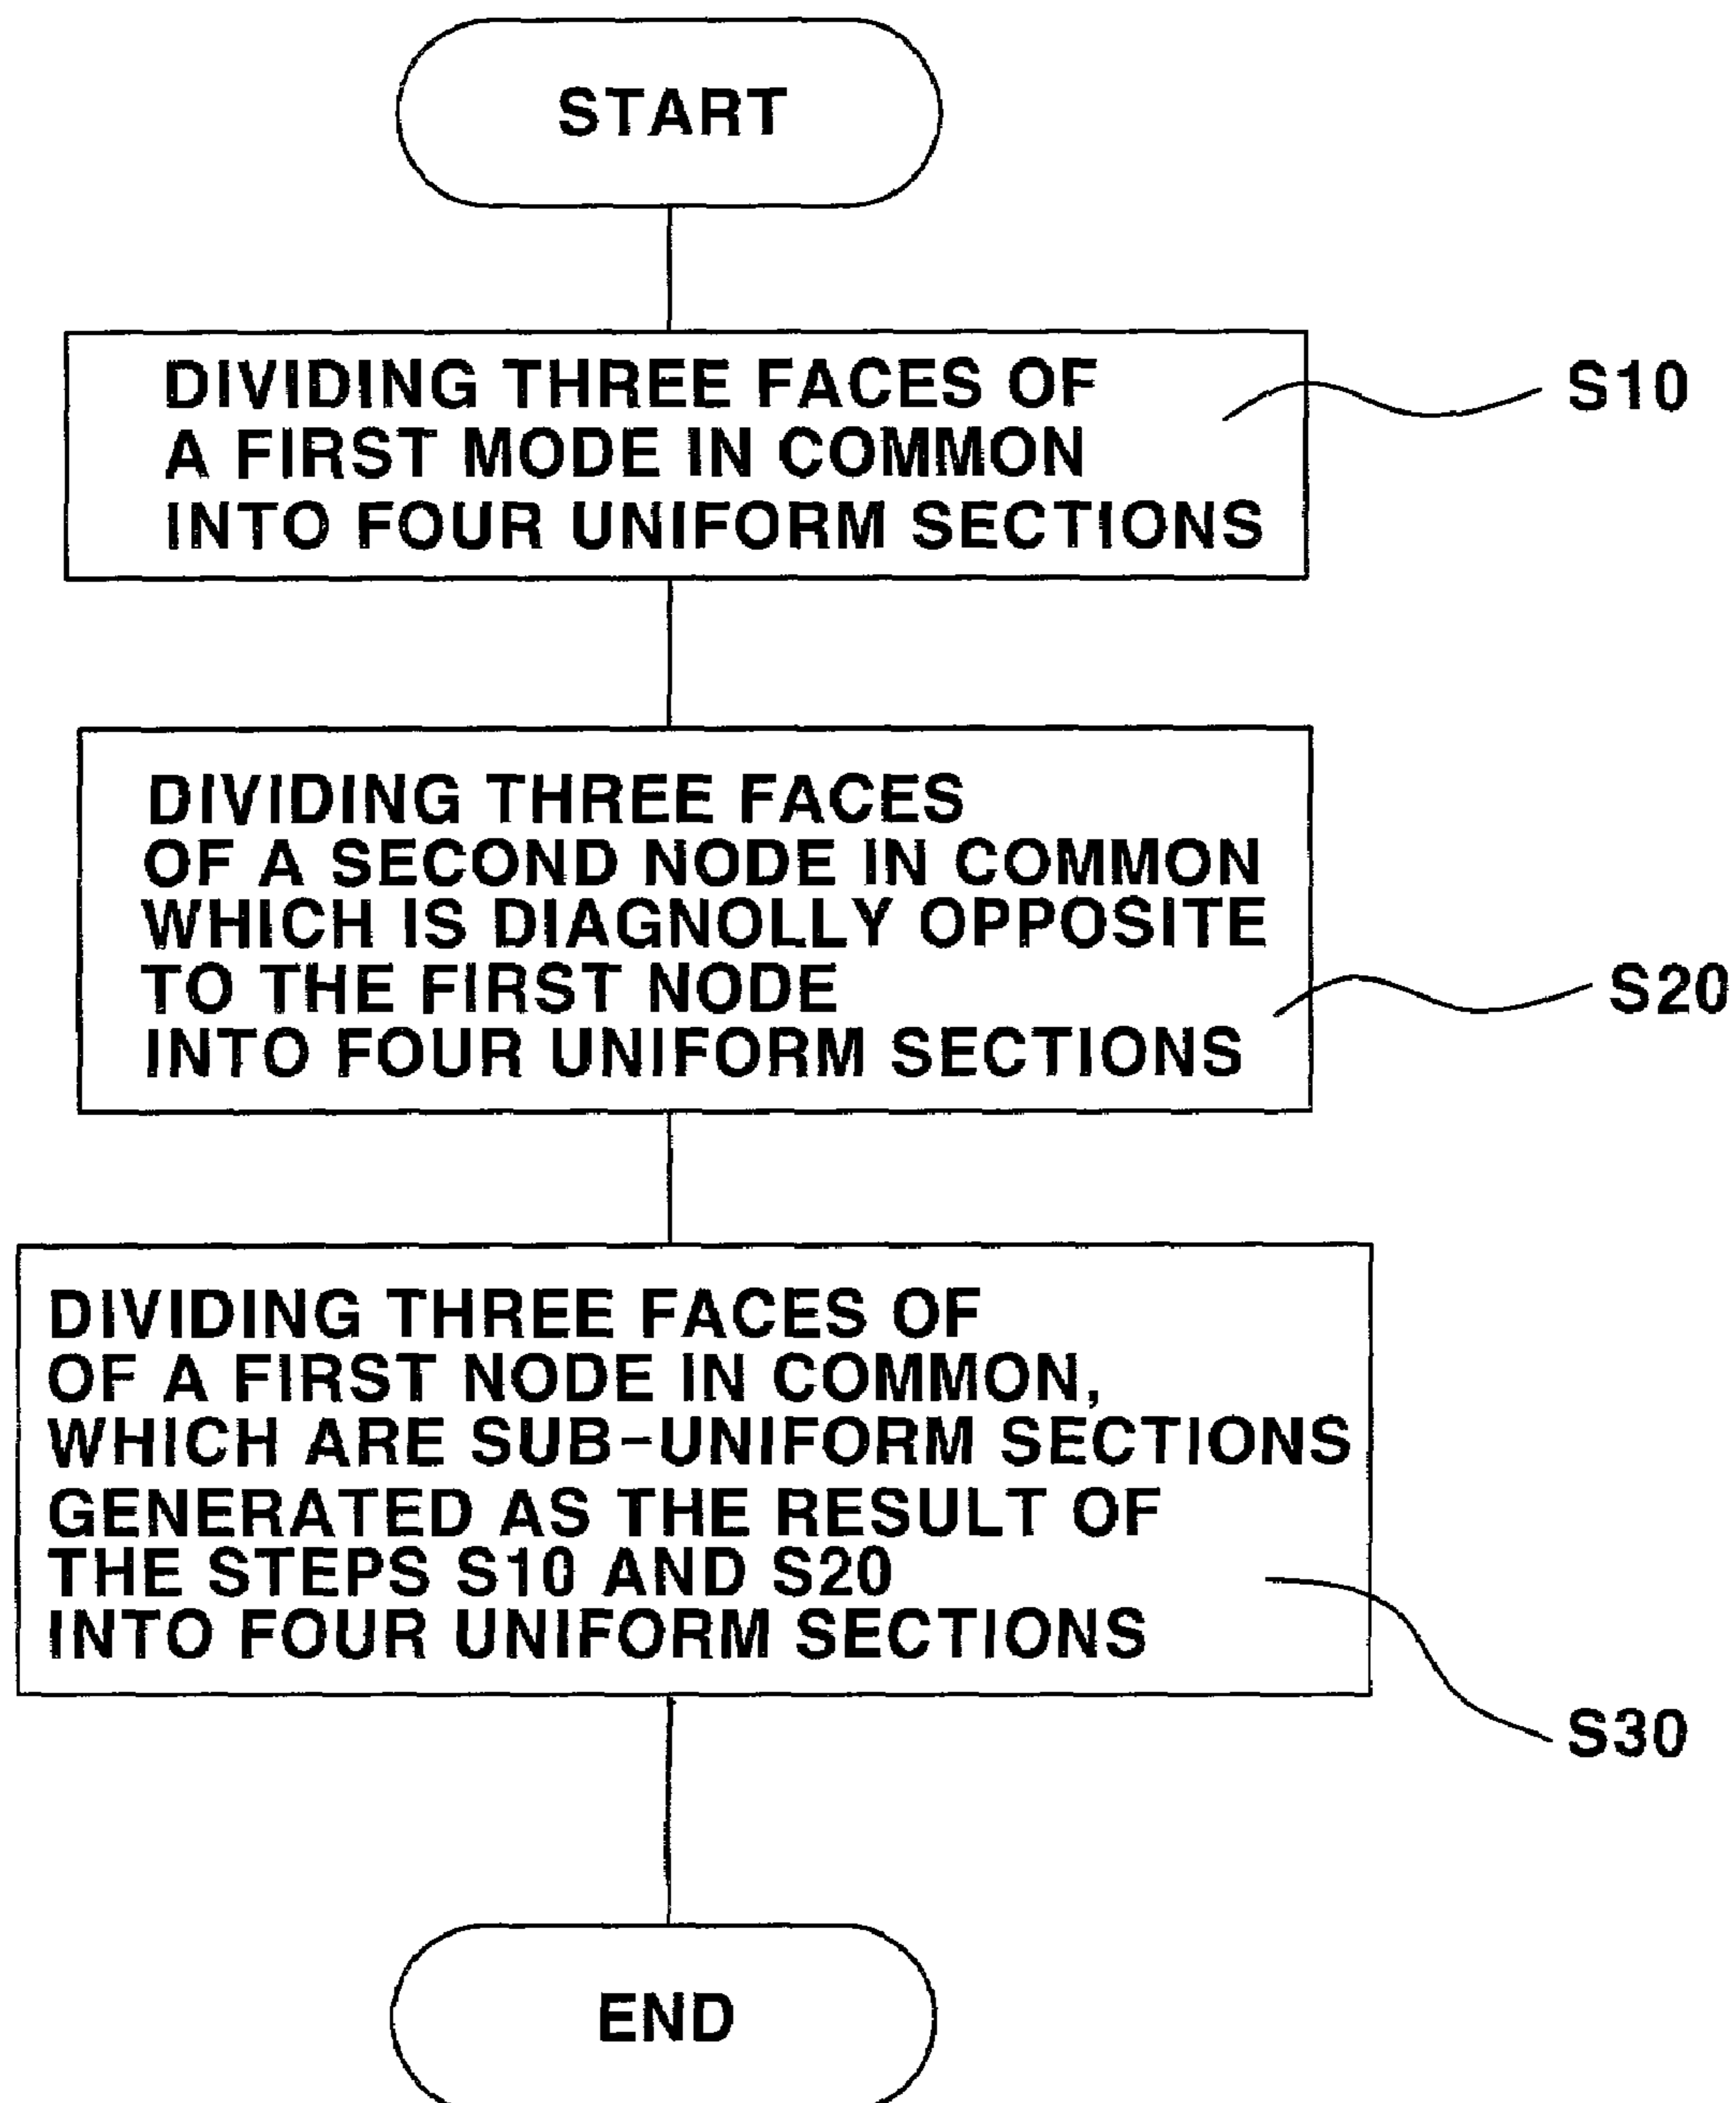 START
DIVIDING THREE FACES OF
A FIRST MODE IN COMMON
INTO FOUR UNIFORM SECTIONS
S10
DIVIDING THREE FACES
OF A SECOND NODE IN COMMON
WHICH IS DIAGNOLLY OPPOSITE
TO THE FIRST NODE
INTO FOUR UNIFORM SECTIONS
S20
DIVIDING THREE FACES OF
OF A FIRST NODE IN COMMON,
WHICH ARE SUB-UNIFORM SECTIONS
GENERATED AS THE RESULT OF
THE STEPS S10 AND S20
INTO FOUR UNIFORM SECTIONS
S30
END